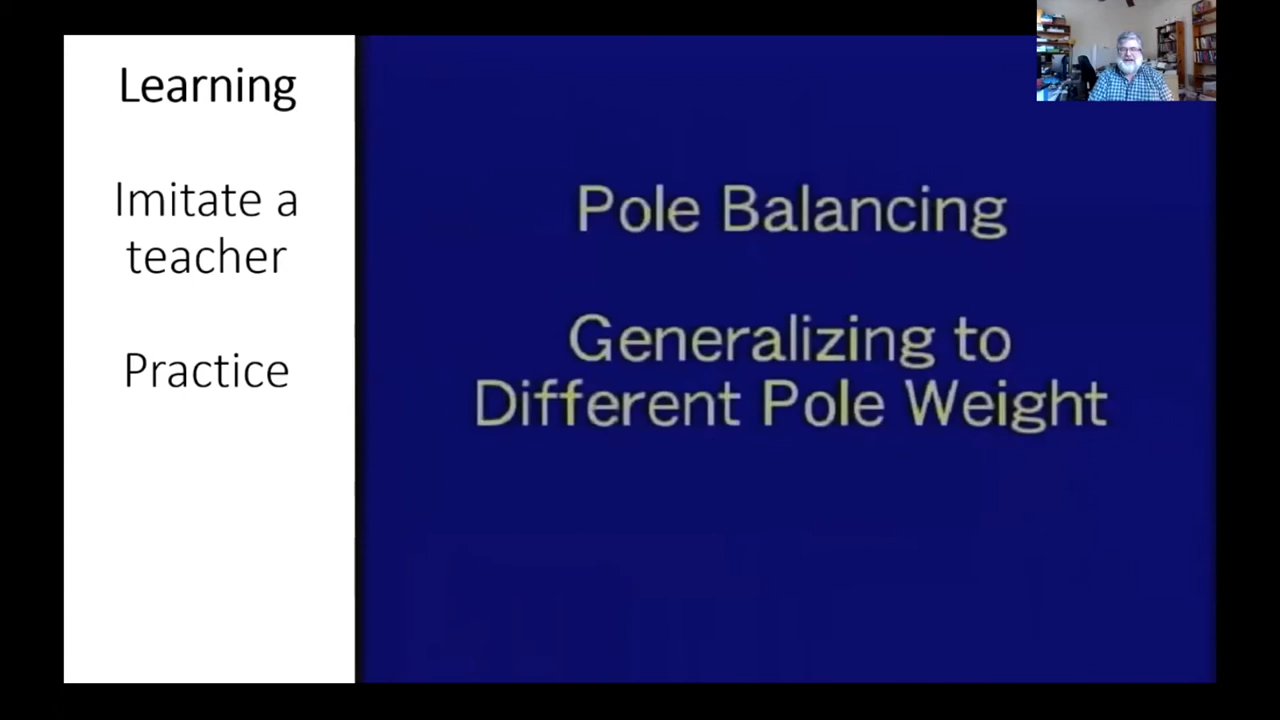 Learning
Imitate a
teacher
Practice
Pole Balancing
Generalizing to
Different Pole Weight